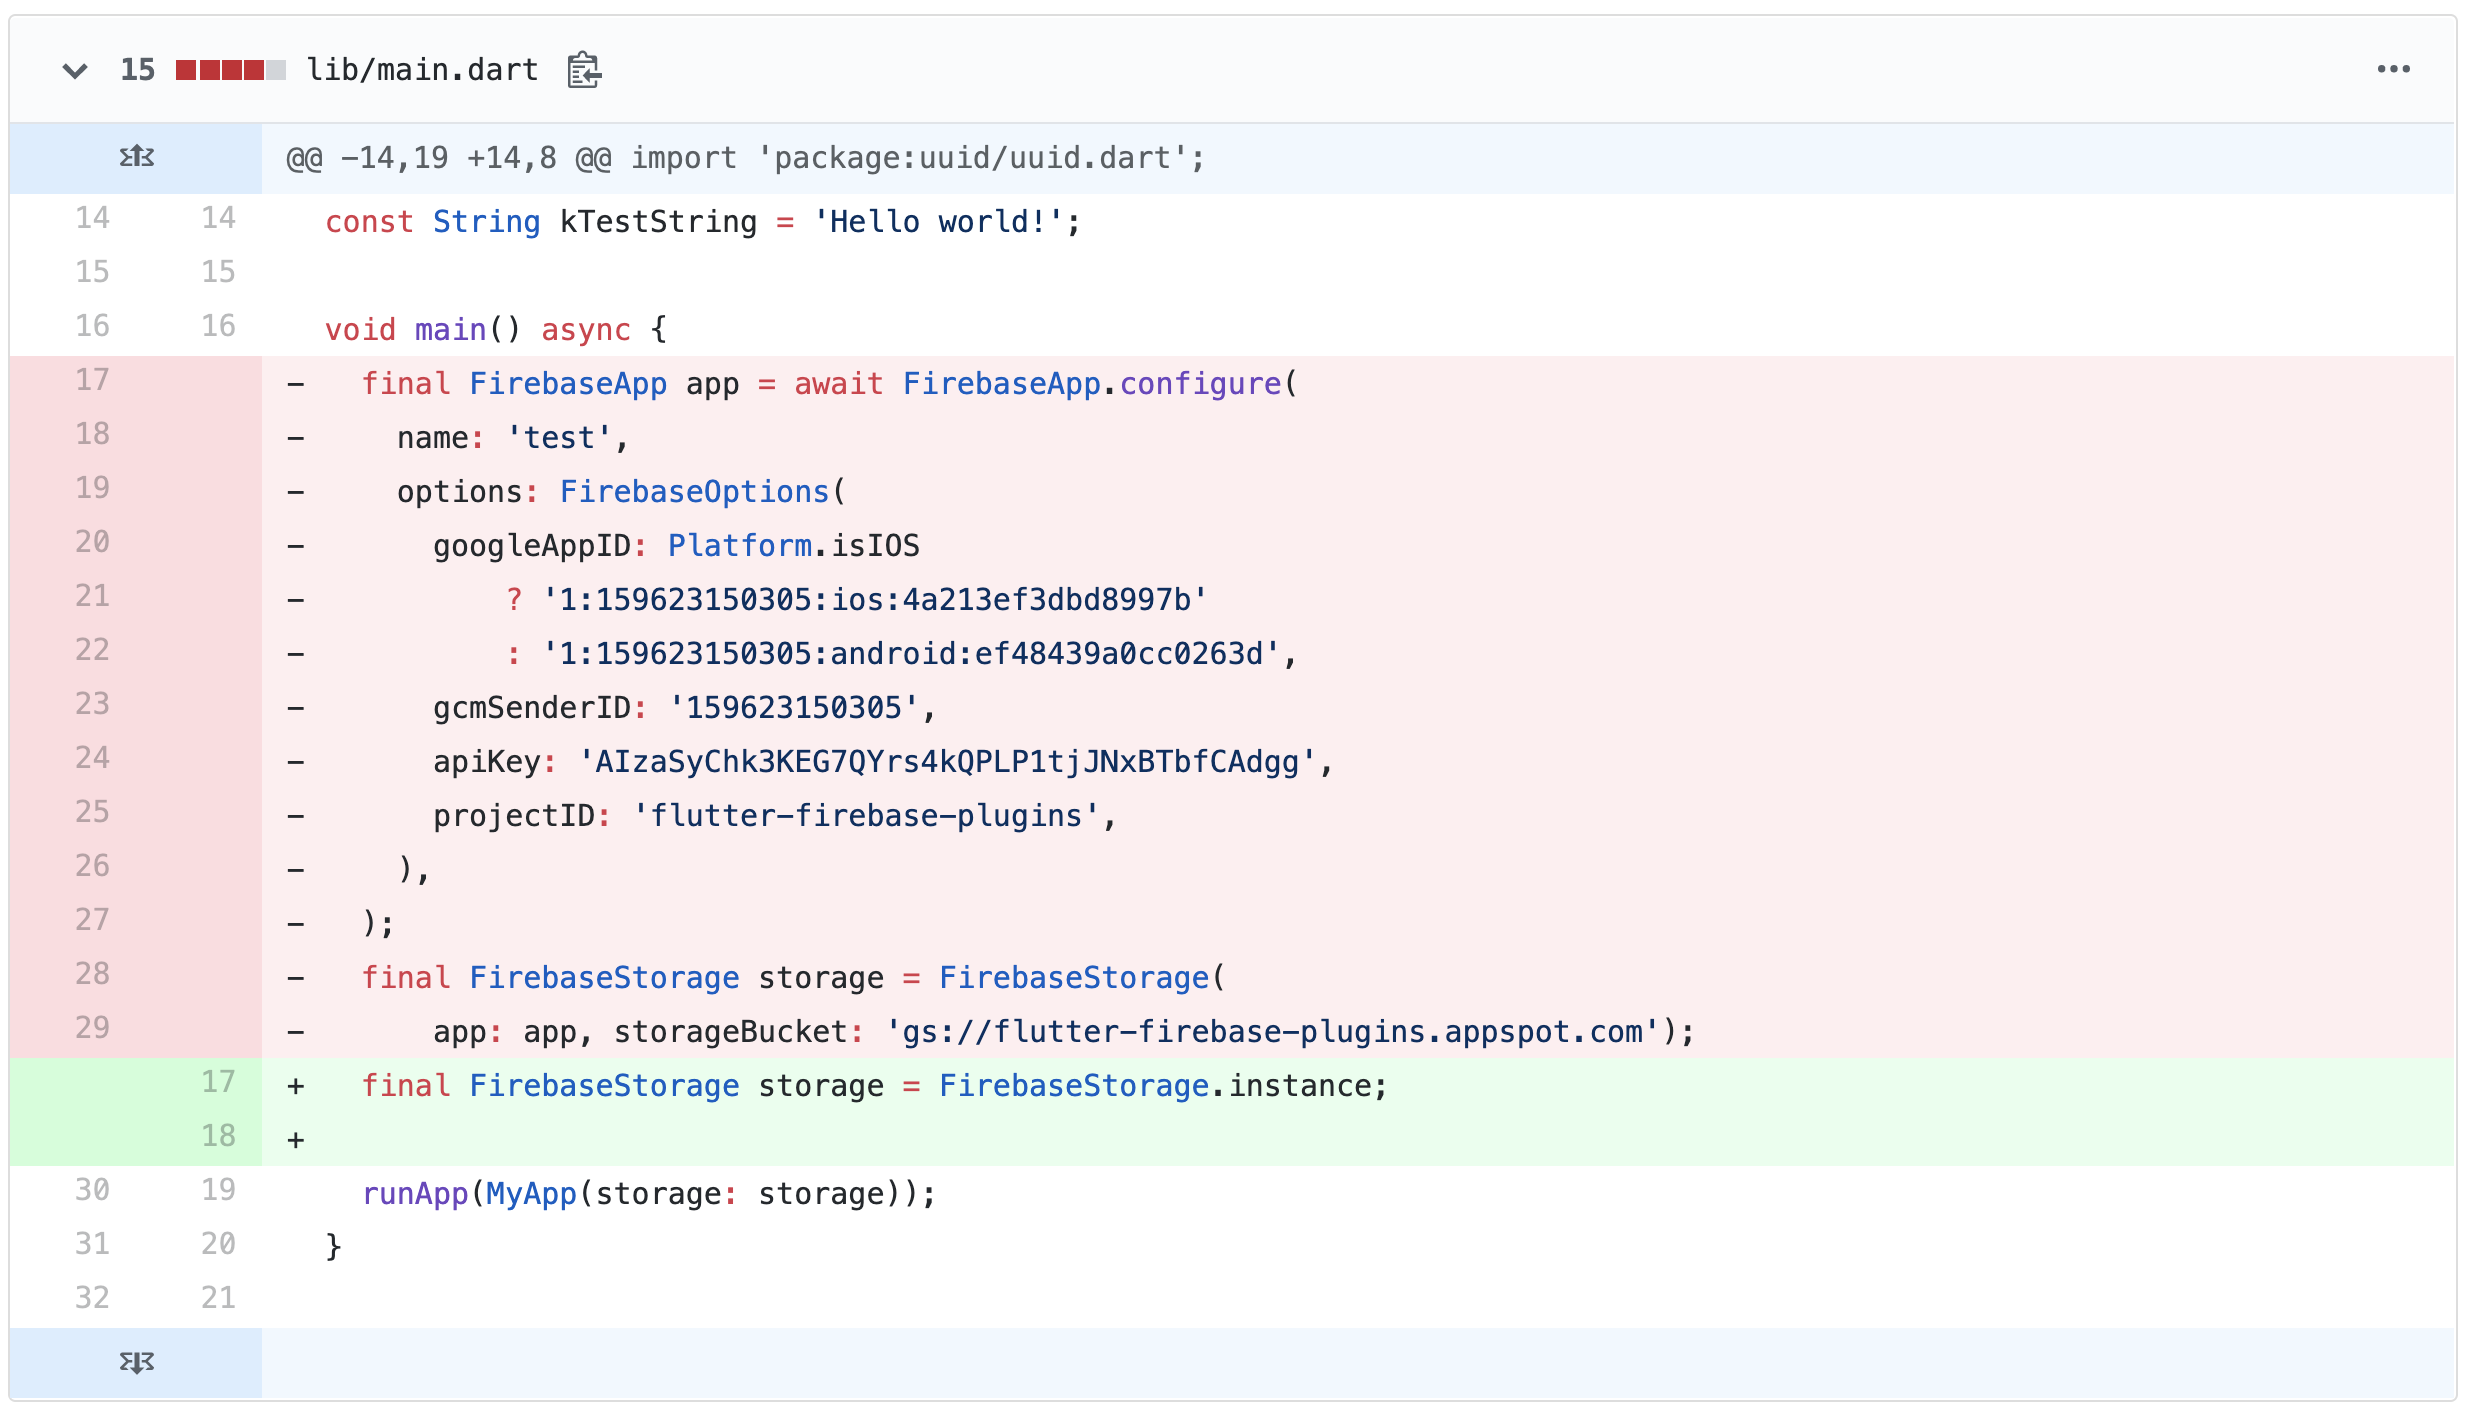 15 lib/main.dart
@@ -14,19 +14,8 @@ import 'package:uuid/uuid.dart';
14 14 const String kTestString = 'Hello world!';
15 15
16 16 void main() async {
17 - final FirebaseApp app = await FirebaseApp.configure(
18 - name: 'test',
19 - options: FirebaseOptions(
20 - googleAppID: Platform.isIOS
21 - ? '1:159623150305:ios:4a213ef3dbd8997b'
22 - : '1:159623150305:android:ef48439a0cc0263d',
23 - gcmSenderID: '159623150305',
24 - apiKey: 'AIzaSyChk3KEG7QYrs4kQPLP1tjJNxBTbfCAdgg',
25 - projectID: 'flutter-firebase-plugins',
26 - ),
27 - );
28 - final FirebaseStorage storage = FirebaseStorage(
29 - app: app, storageBucket: 'gs://flutter-firebase-plugins.appspot.com');
17 + final FirebaseStorage storage = FirebaseStorage.instance;
18 +
30 19 runApp(MyApp(storage: storage));
31 20 }
32 21